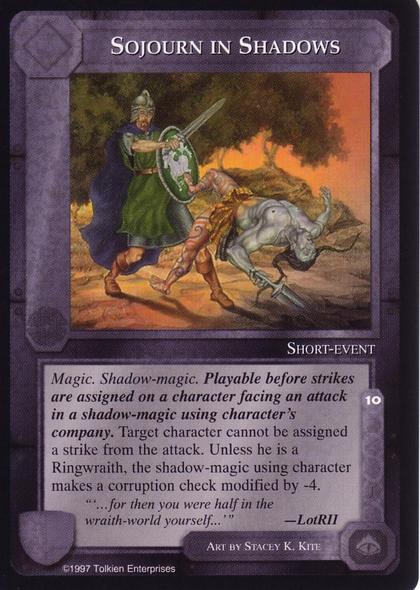 SOJOURN IN SHADOWS
SHORT-EVENT
Magic. Shadow-magic. Playable before strikes
are assigned on a character facing an attack
in a shadow-magic using character's
company. Target character cannot be assigned
a strike from the attack. Unless he is a
Ringwraith, the shadow-magic using character
makes a corruption check modified by -4.
"'...for then you were half in the
wraith-world yourself...'" —LotRII
10
ART BY STACEY K. KITE
©1997 Tolkien Enterprises